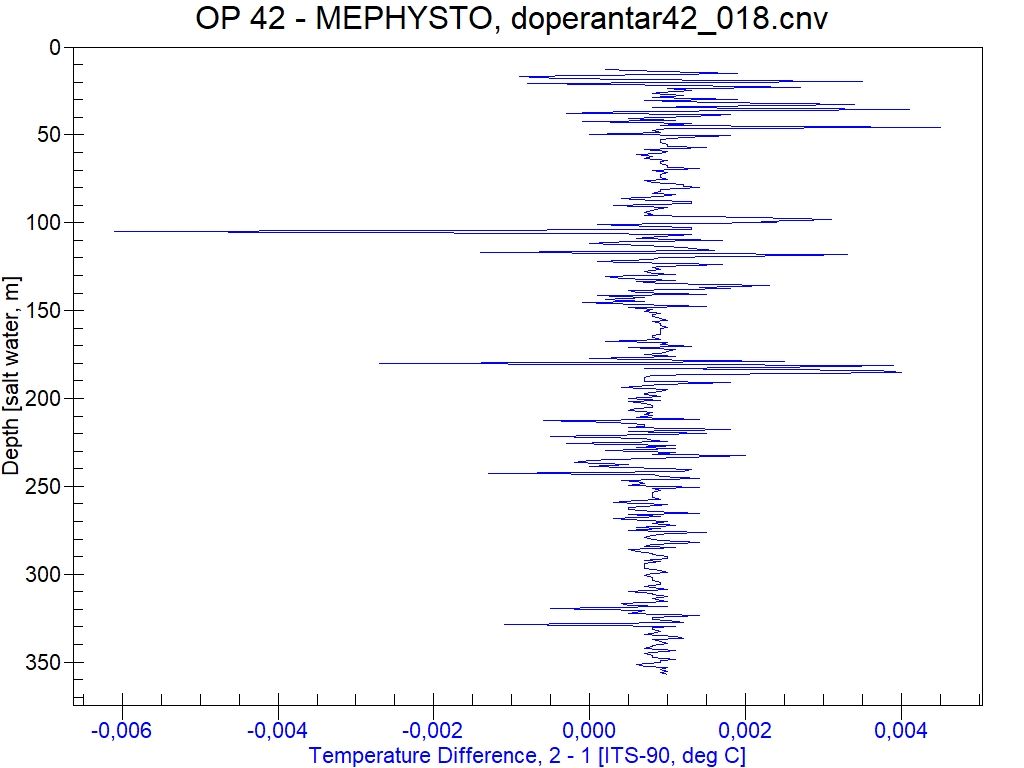 OP 42 - MEPHYSTO, doperantar42_018.cnv
0
50
100
150
200
250
300
350
Depth [salt water, m]
-0,006 -0,004 -0,002 0,000 0,002 0,004
Temperature Difference, 2 - 1 [ITS-90, deg C]